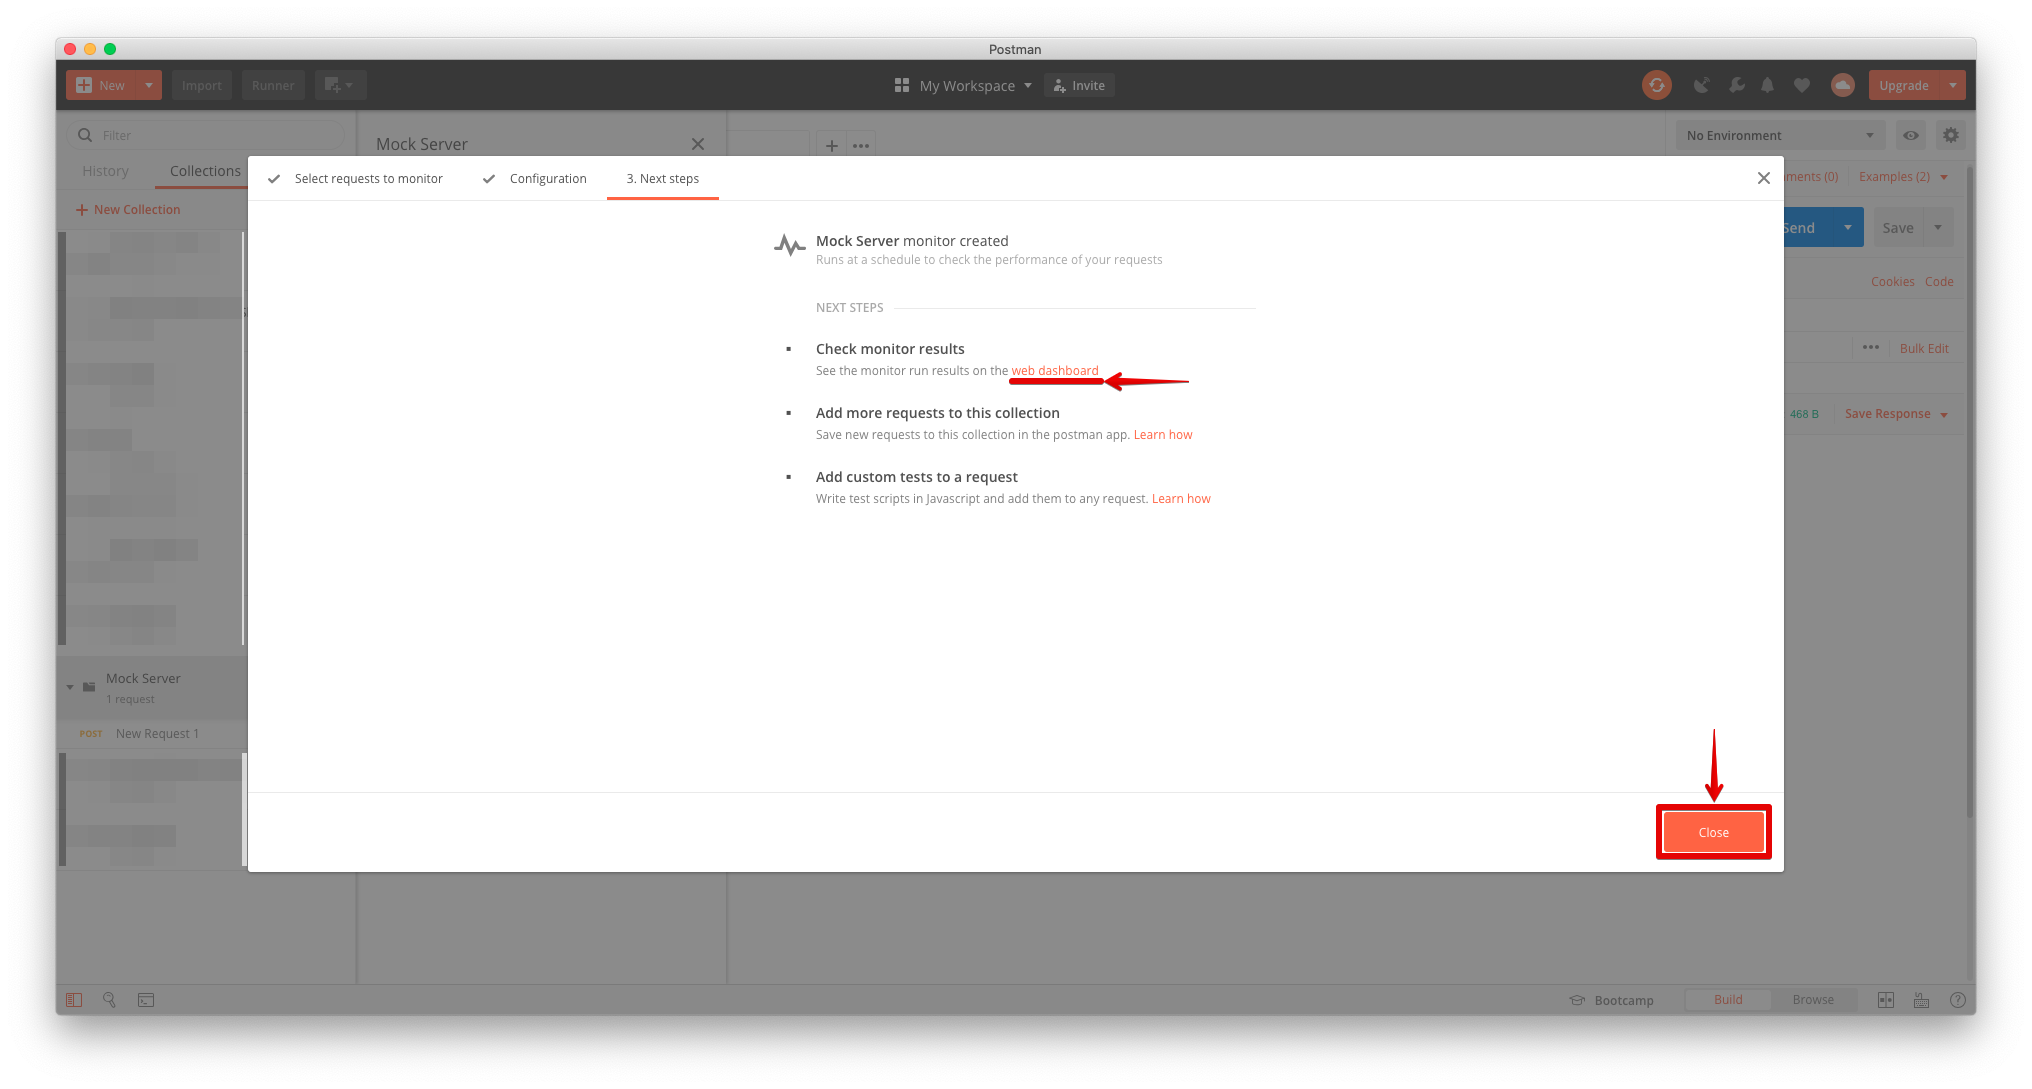 Postman
New
Import
Runner
My Workspace
Invite
Upgrade
Filter
Mock Server
No Environment
History
Collections
Select requests to monitor
Configuration
3. Next steps
ments (0)
Examples (2)
New Collection
Send
Save
Mock Server monitor created
Runs at a schedule to check the performance of your requests
Cookies
Code
NEXT STEPS
Check monitor results
See the monitor run results on the web dashboard
Bulk Edit
Add more requests to this collection
Save new requests to this collection in the postman app. Learn how
468 B
Save Response
Add custom tests to a request
Write test scripts in Javascript and add them to any request. Learn how
Mock Server
1 request
POST New Request 1
Close
Bootcamp
Build
Browse